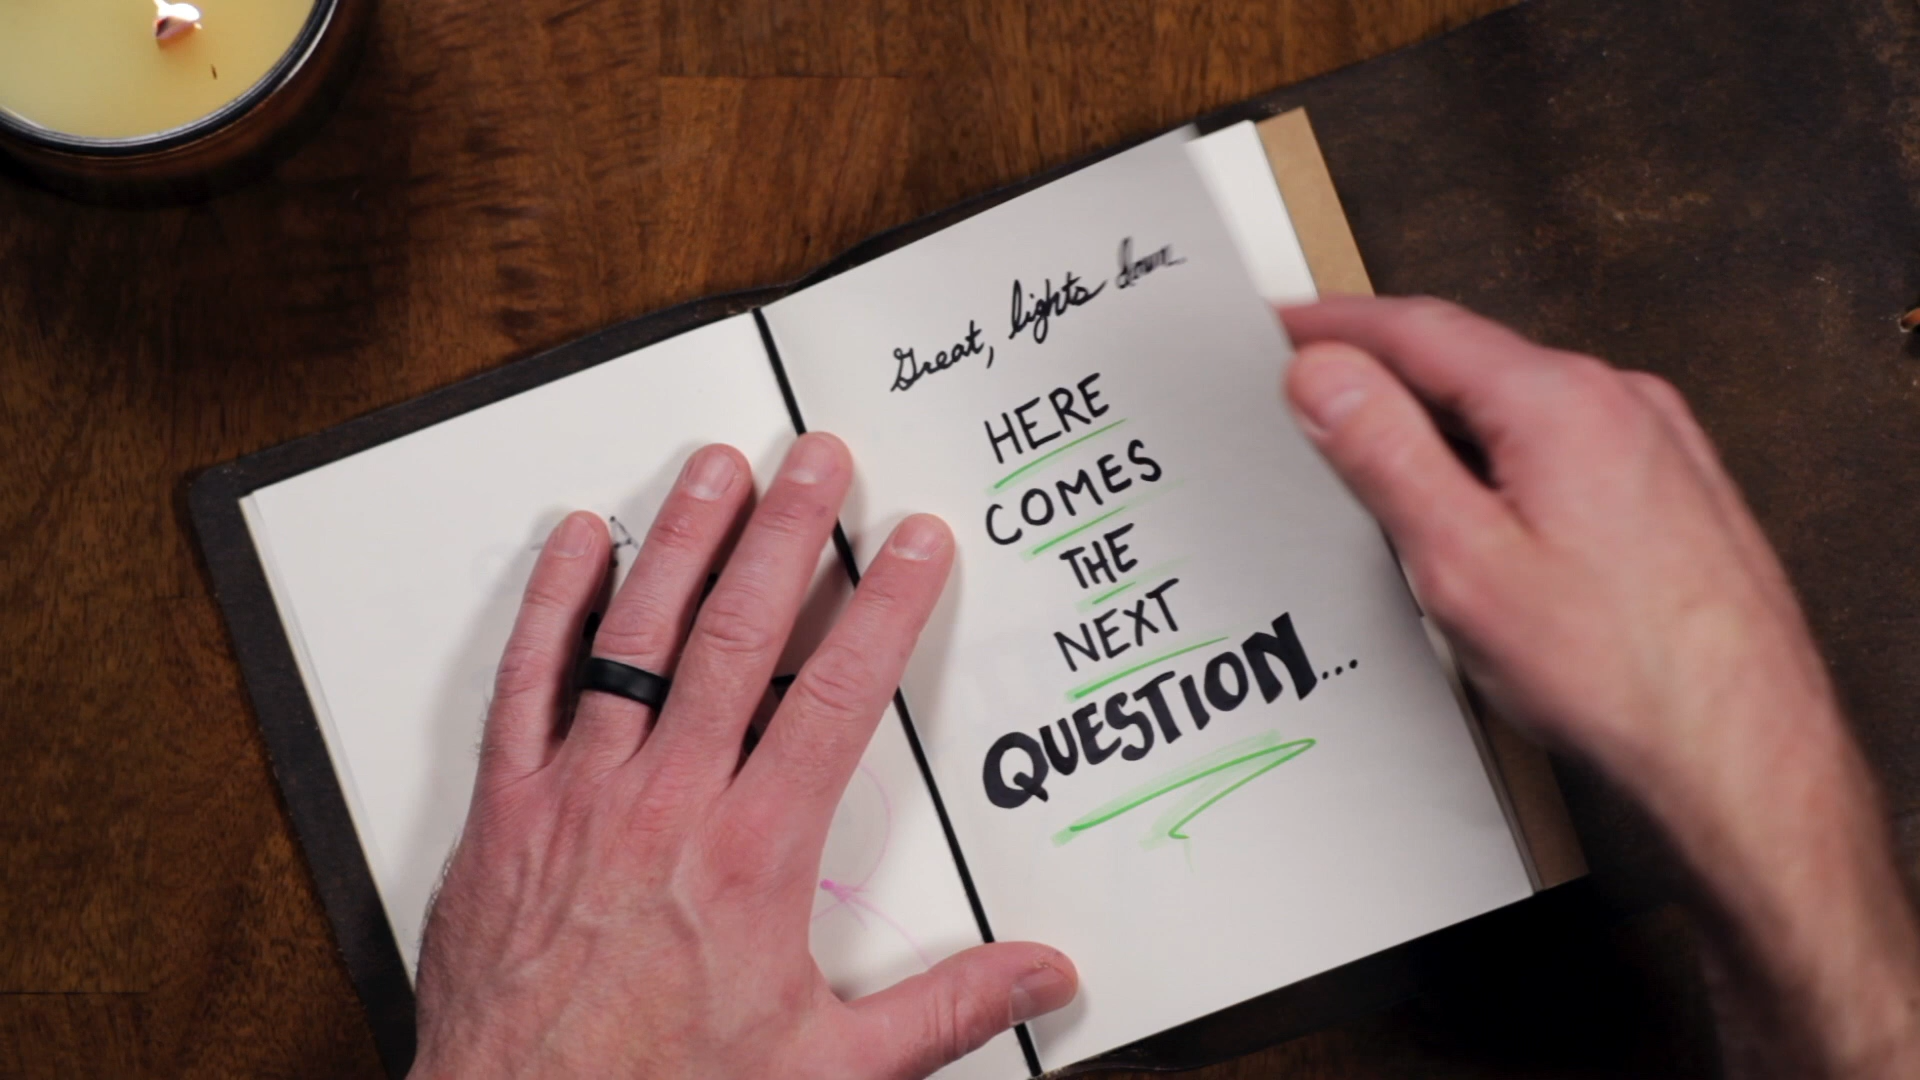 Great, lights down
HERE
COMES
THE
NEXT
QUESTION...